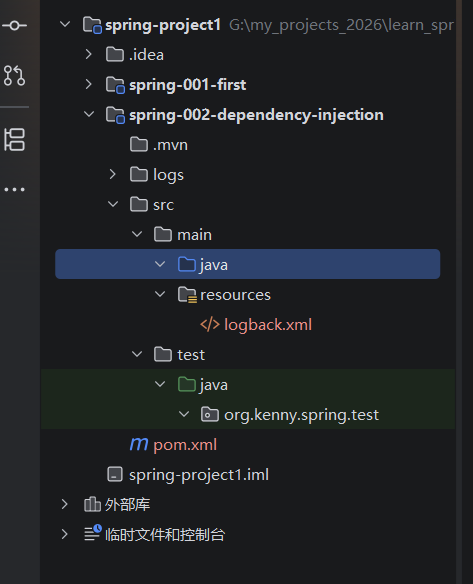 spring-project1 G:\my_projects_2026\learn_spr
.idea
spring-001-first
spring-002-dependency-injection
.mvn
logs
src
main
java
resources
</> logback.xml
test
java
org.kenny.spring.test
m pom.xml
spring-project1.iml
外部库
临时文件和控制台